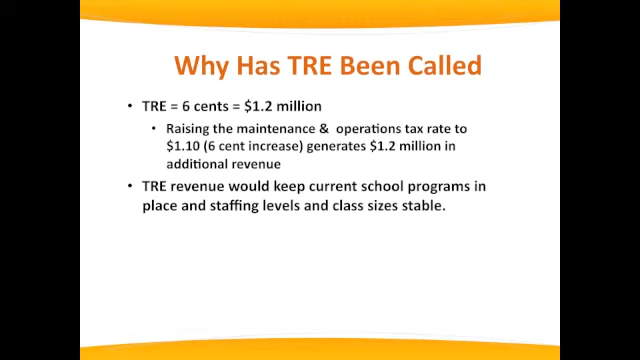 Why Has TRE Been Called
• TRE = 6 cents = $1.2 million
• Raising the maintenance & operations tax rate to
$1.10 (6 cent increase) generates $1.2 million in
additional revenue
• TRE revenue would keep current school programs in
place and staffing levels and class sizes stable.